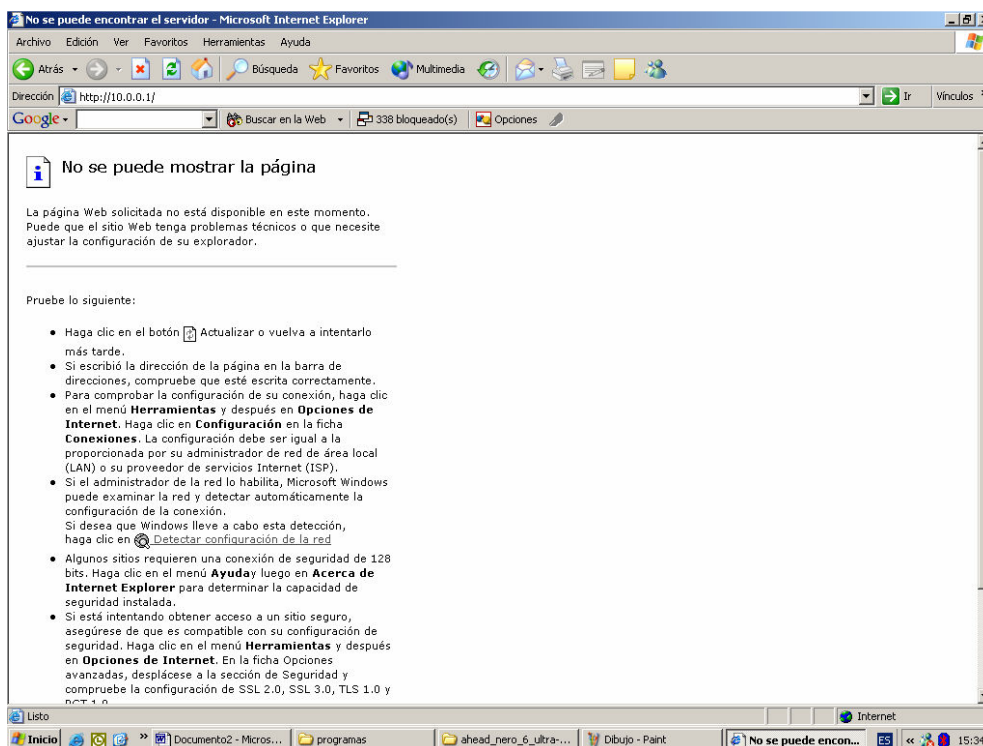 No se puede encontrar el servidor - Microsoft Internet Explorer
Archivo Edición Ver Favoritos Herramientas Ayuda
Atrás Búsqueda Favoritos Multimedia
Dirección http://10.0.0.1/ Ir Vínculos
Google Buscar en la Web 338 bloqueado(s) Opciones
No se puede mostrar la página
La página Web solicitada no está disponible en este momento.
Puede que el sitio Web tenga problemas técnicos o que necesite
ajustar la configuración de su explorador.
Pruebe lo siguiente:
Haga clic en el botón Actualizar o vuelva a intentarlo
más tarde.
Si escribió la dirección de la página en la barra de
direcciones, compruebe que esté escrita correctamente.
Para comprobar la configuración de su conexión, haga clic
en el menú Herramientas y después en Opciones de
Internet. Haga clic en Configuración en la ficha
Conexiones. La configuración debe ser igual a la
proporcionada por su administrador de red de área local
(LAN) o su proveedor de servicios Internet (ISP).
Si el administrador de la red lo habilita, Microsoft Windows
puede examinar la red y detectar automáticamente la
configuración de la conexión.
Si desea que Windows lleve a cabo esta detección,
haga clic en Detectar configuración de la red
Algunos sitios requieren una conexión de seguridad de 128
bits. Haga clic en el menú Ayuday luego en Acerca de
Internet Explorer para determinar la capacidad de
seguridad instalada.
Si está intentando obtener acceso a un sitio seguro,
asegúrese de que es compatible con su configuración de
seguridad. Haga clic en el menú Herramientas y después
en Opciones de Internet. En la ficha Opciones
avanzadas, desplácese a la sección de Seguridad y
compruebe la configuración de SSL 2.0, SSL 3.0, TLS 1.0 y
PCT 1.0
Listo Internet
Inicio » Documento2 - Micros... programas ahead_nero_6_ultra-... Dibujo - Paint No se puede encon... ES « 15:34